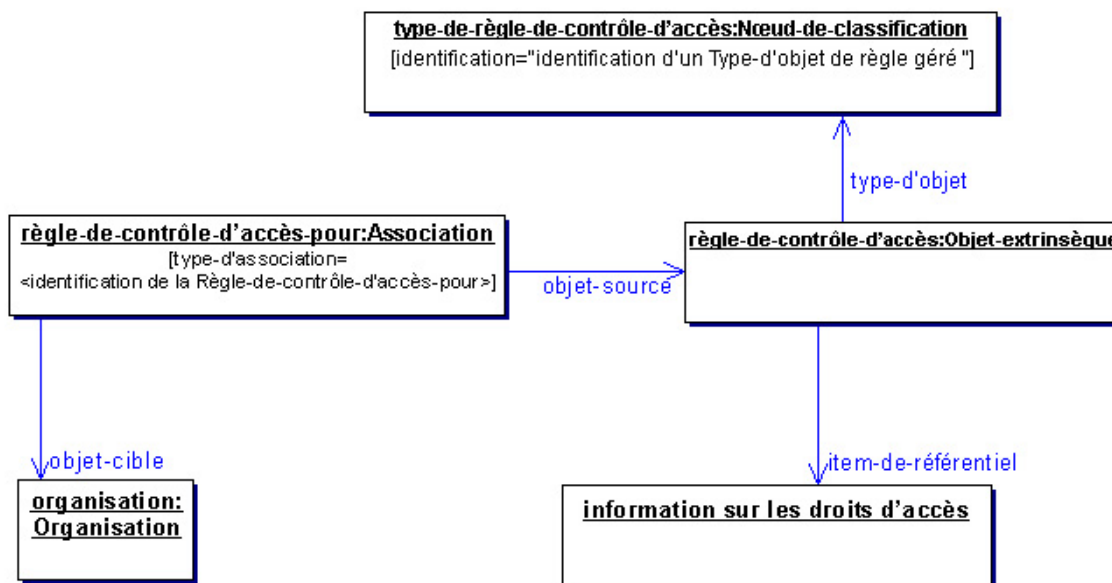 type-de-règle-de-contrôle-d'accès:Nœud-de-classification
[identification="identification d'un Type-d'objet de règle géré "]
type-d'objet
règle-de-contrôle-d'accès-pour:Association
[type-d'association=
<identification de la Règle-de-contrôle-d'accès-pour>]
objet-source
règle-de-contrôle-d'accès:Objet-extrinsèque
objet-cible
item-de-référentiel
organisation:
Organisation
information sur les droits d'accès